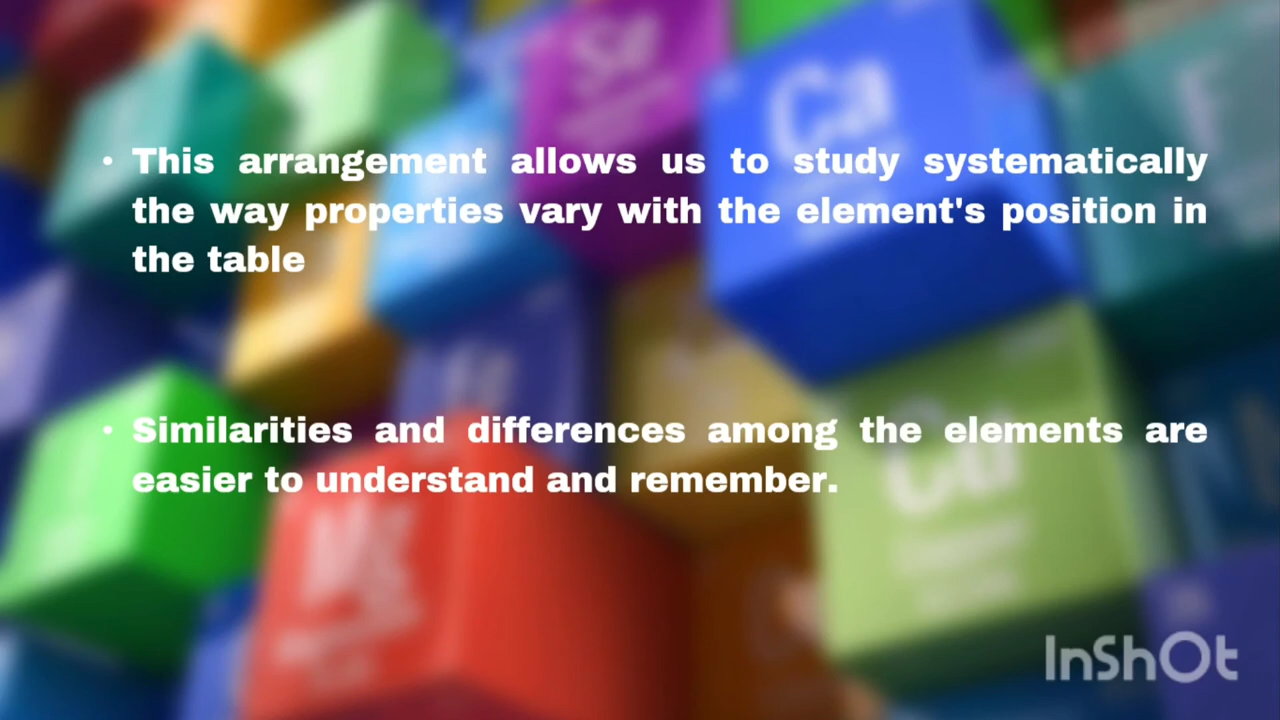 • This arrangement allows us to study systematically
the way properties vary with the element's position in
the table
• Similarities and differences among the elements are
easier to understand and remember.
Ca
InShOt